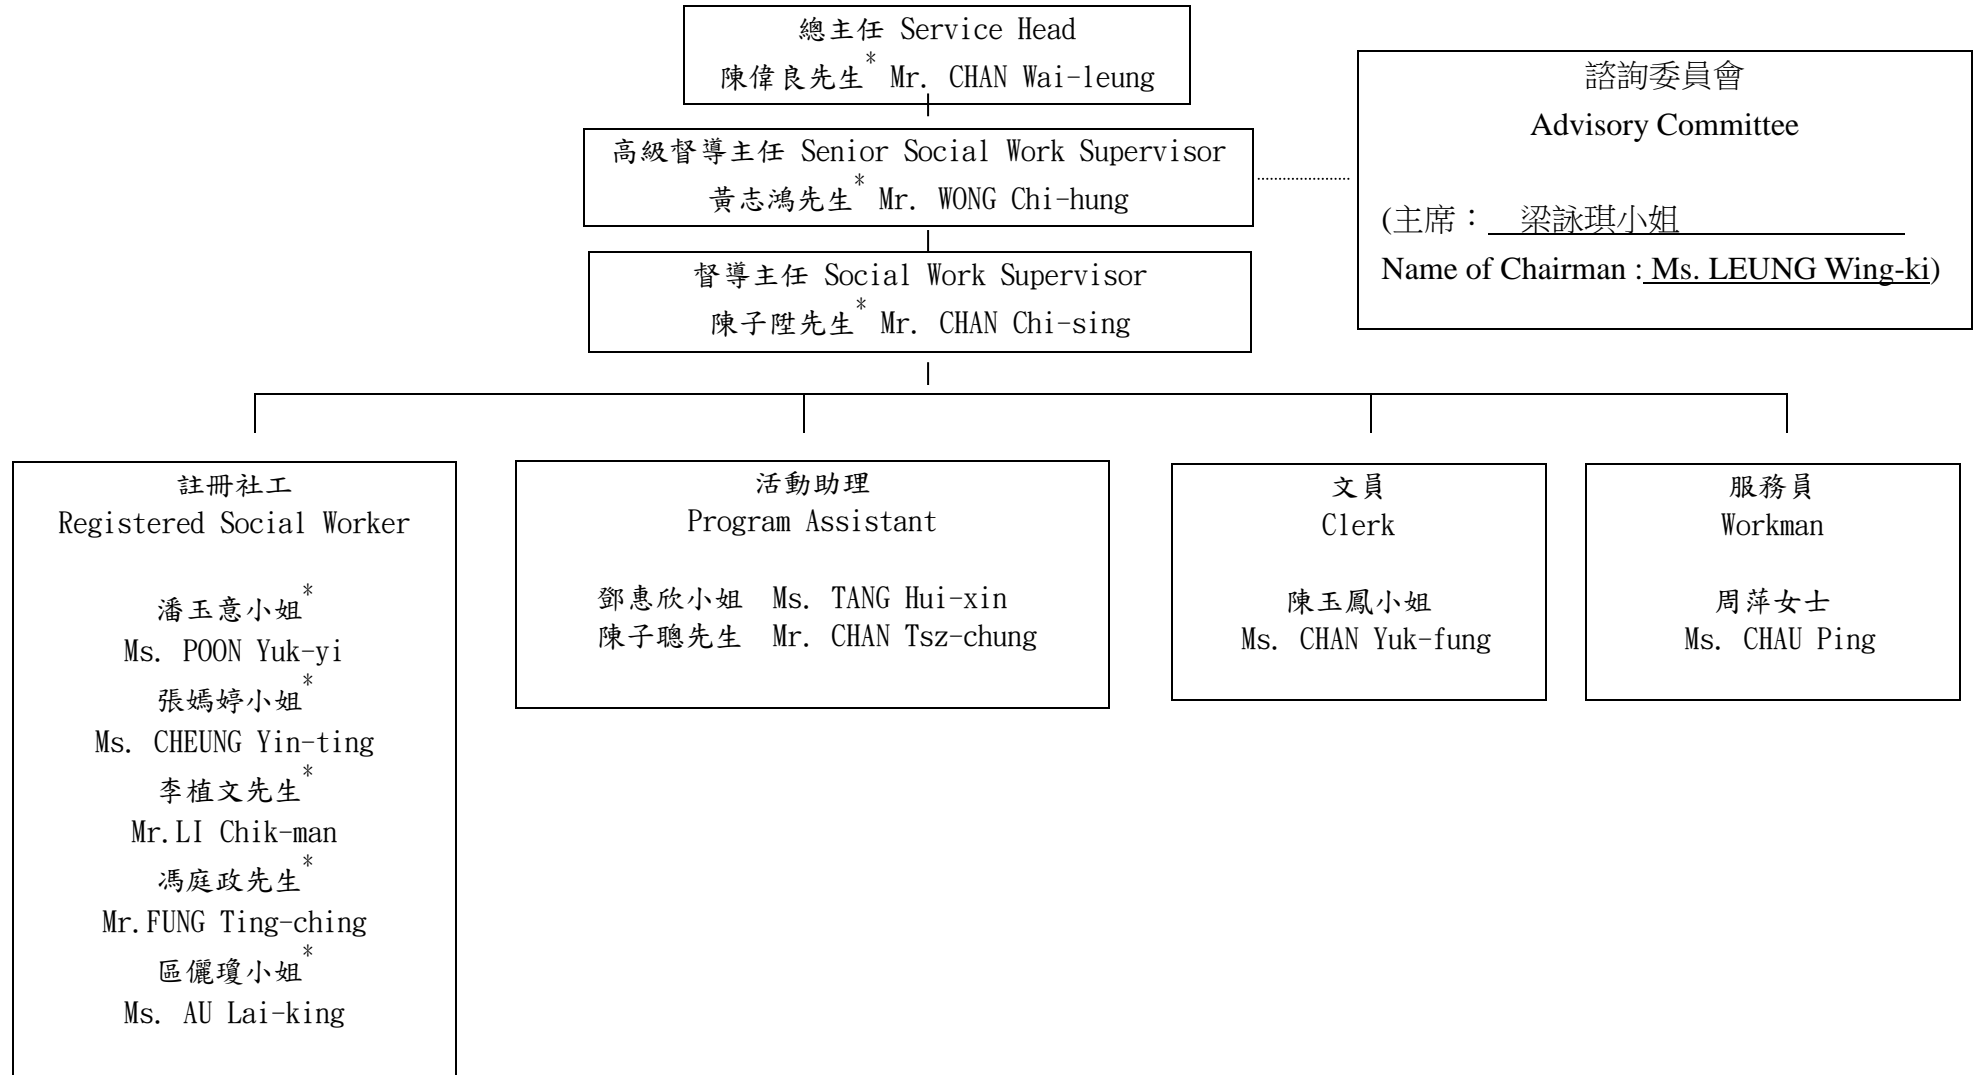 總主任 Service Head
陳偉良先生* Mr. CHAN Wai-leung
高級督導主任 Senior Social Work Supervisor
黃志鴻先生* Mr. WONG Chi-hung
督導主任 Social Work Supervisor
陳子陞先生* Mr. CHAN Chi-sing
諮詢委員會
Advisory Committee
(主席： 梁詠琪小姐
Name of Chairman : Ms. LEUNG Wing-ki)
註冊社工
Registered Social Worker
潘玉意小姐*
Ms. POON Yuk-yi
張嫣婷小姐*
Ms. CHEUNG Yin-ting
李植文先生*
Mr.LI Chik-man
馮庭政先生*
Mr.FUNG Ting-ching
區儷瓊小姐*
Ms. AU Lai-king
活動助理
Program Assistant
鄧惠欣小姐 Ms. TANG Hui-xin
陳子聰先生 Mr. CHAN Tsz-chung
文員
Clerk
陳玉鳳小姐
Ms. CHAN Yuk-fung
服務員
Workman
周萍女士
Ms. CHAU Ping